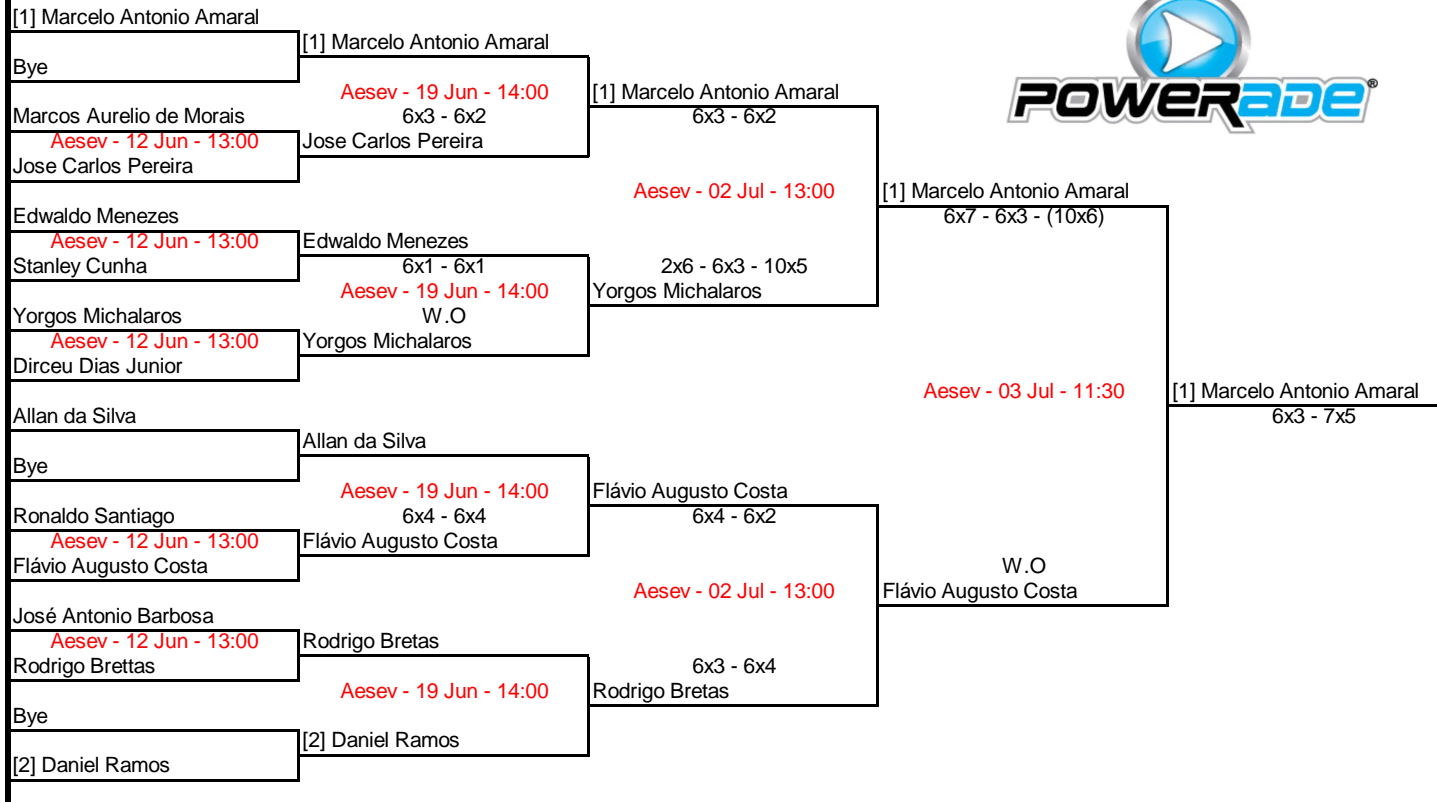 [1] Marcelo Antonio Amaral
Bye
Marcos Aurelio de Morais
Aesev - 12 Jun - 13:00
Jose Carlos Pereira
Edwaldo Menezes
Aesev - 12 Jun - 13:00
Stanley Cunha
Yorgos Michalaros
Aesev - 12 Jun - 13:00
Dirceu Dias Junior
Allan da Silva
Bye
Ronaldo Santiago
Aesev - 12 Jun - 13:00
Flávio Augusto Costa
José Antonio Barbosa
Aesev - 12 Jun - 13:00
Rodrigo Brettas
Bye
[2] Daniel Ramos
[1] Marcelo Antonio Amaral
Aesev - 19 Jun - 14:00
6x3 - 6x2
Jose Carlos Pereira
Edwaldo Menezes
6x1 - 6x1
Aesev - 19 Jun - 14:00
W.O
Yorgos Michalaros
Allan da Silva
Aesev - 19 Jun - 14:00
6x4 - 6x4
Flávio Augusto Costa
Rodrigo Bretas
Aesev - 19 Jun - 14:00
[2] Daniel Ramos
[1] Marcelo Antonio Amaral
6x3 - 6x2
Aesev - 02 Jul - 13:00
2x6 - 6x3 - 10x5
Yorgos Michalaros
Flávio Augusto Costa
6x4 - 6x2
Aesev - 02 Jul - 13:00
6x3 - 6x4
Rodrigo Bretas
[1] Marcelo Antonio Amaral
6x7 - 6x3 - (10x6)
Aesev - 03 Jul - 11:30
W.O
Flávio Augusto Costa
[1] Marcelo Antonio Amaral
6x3 - 7x5
POWERADE®